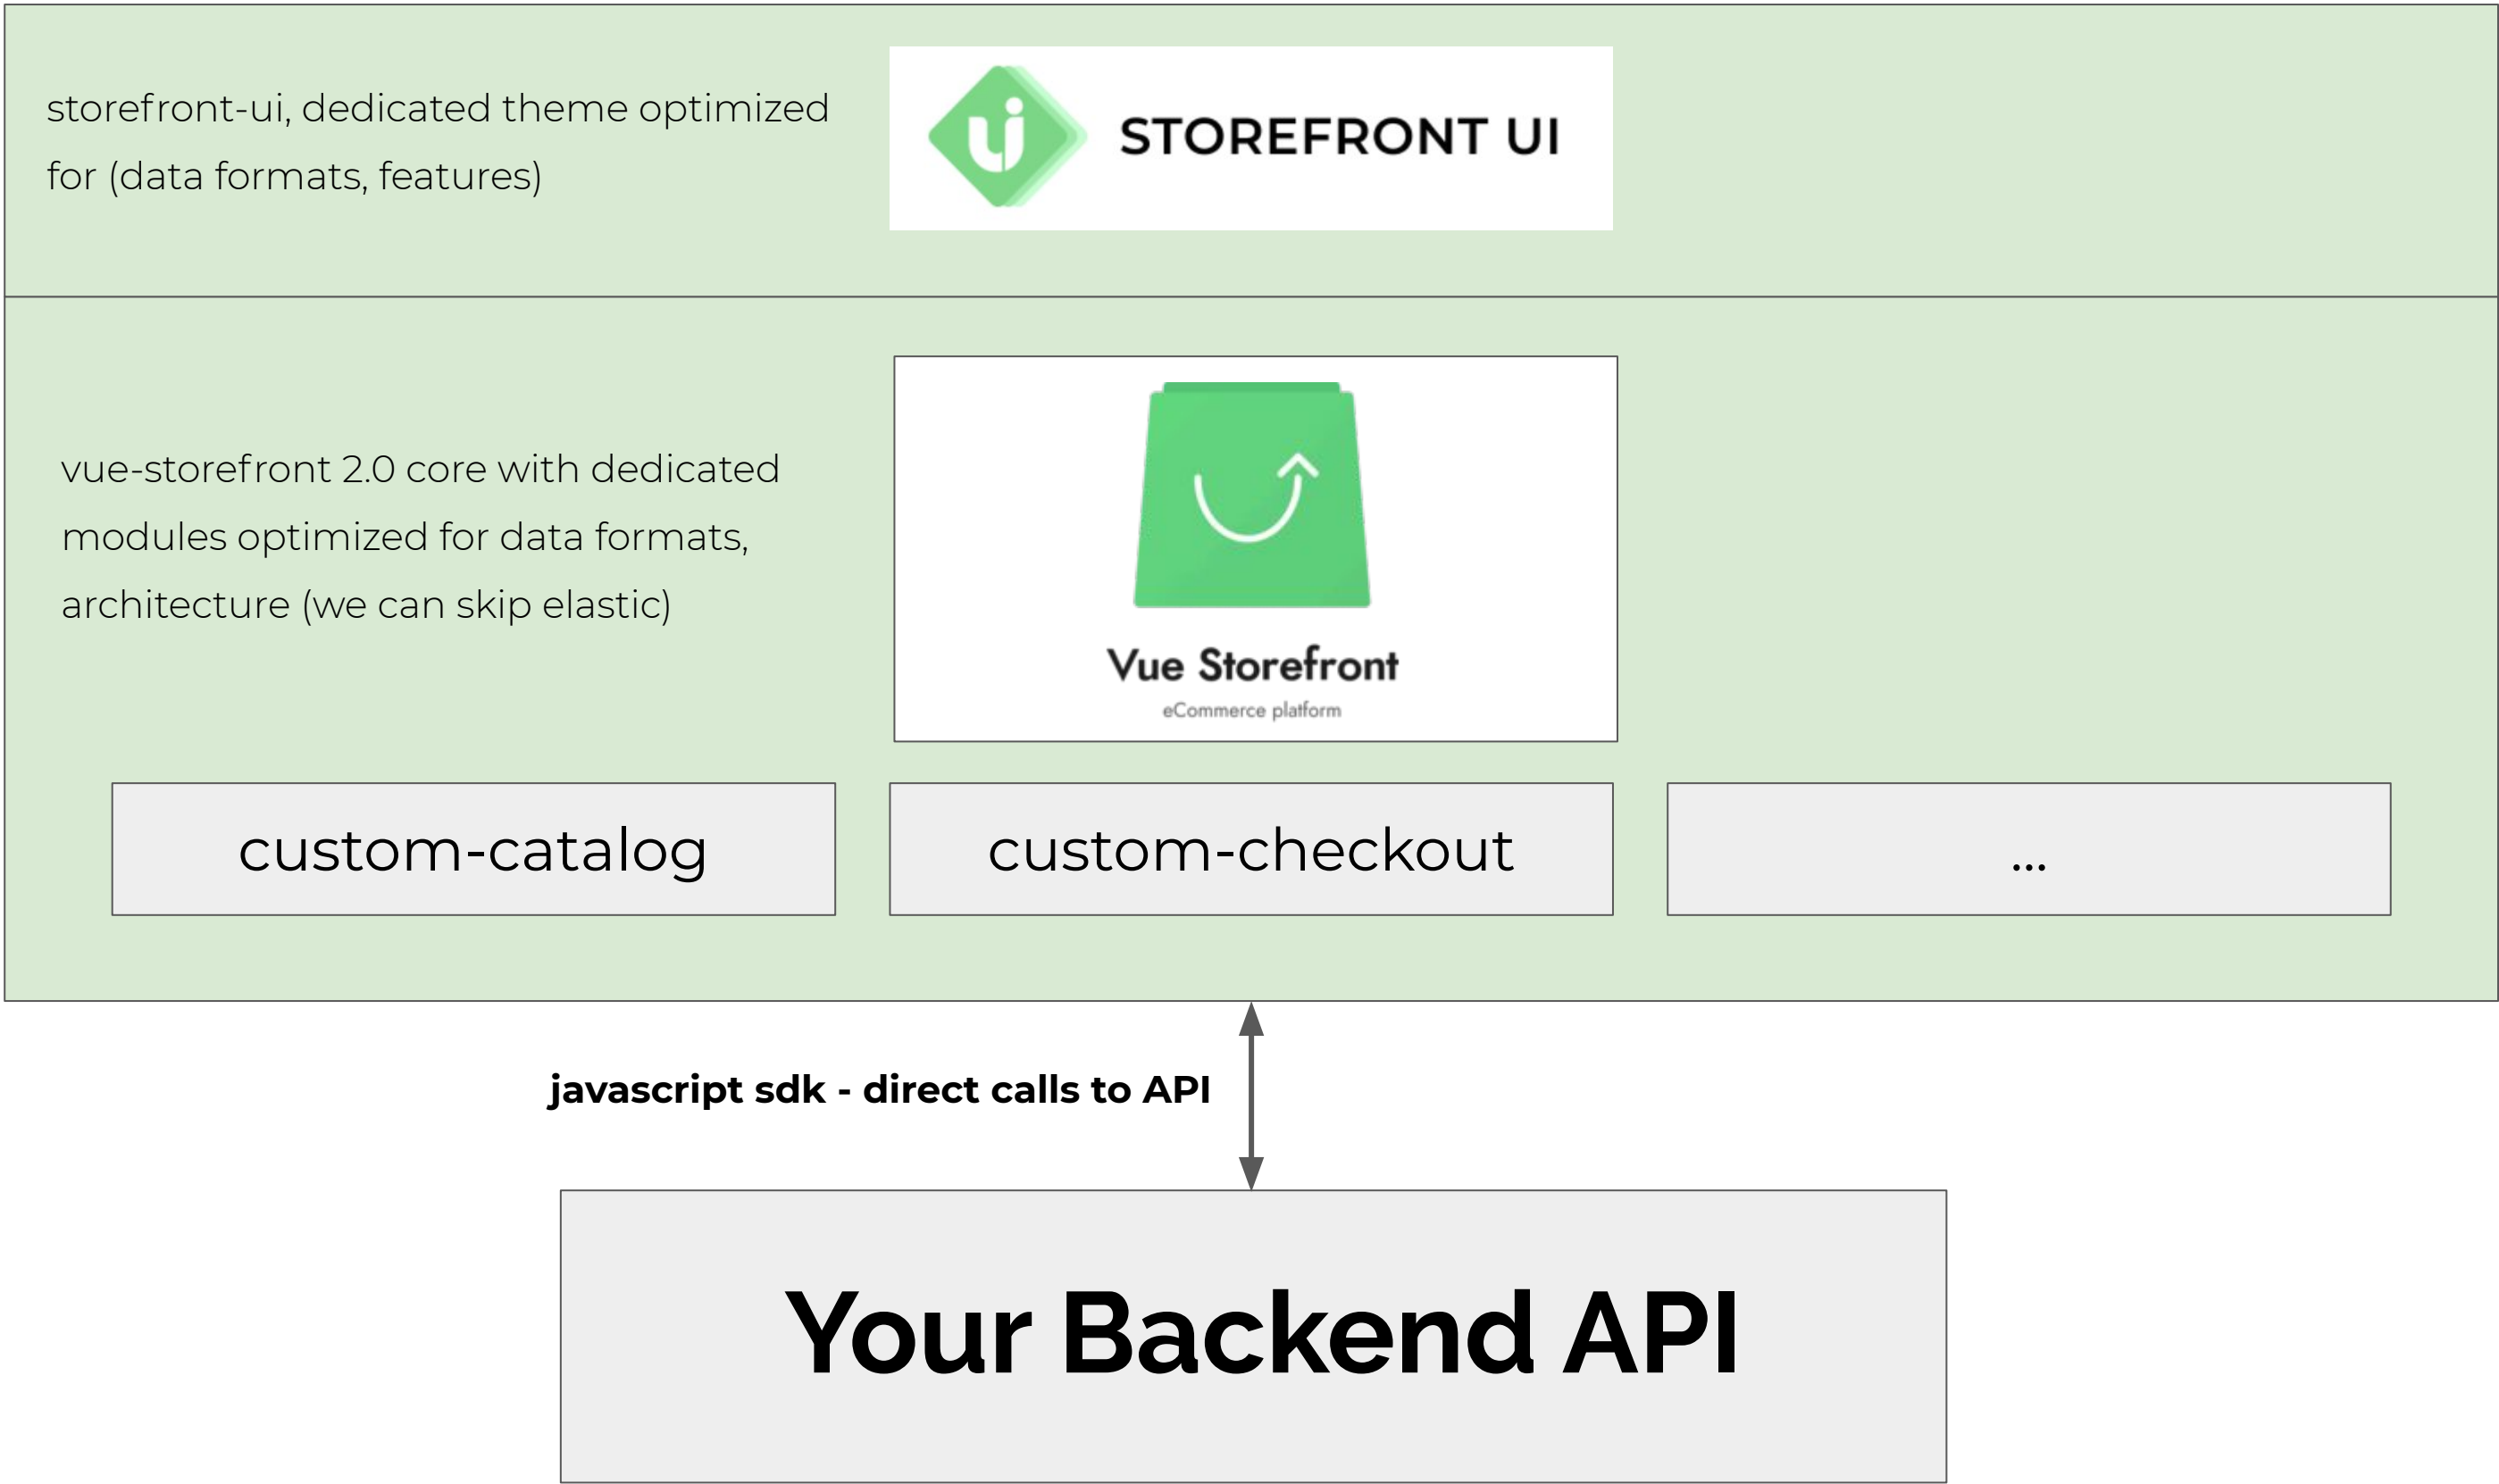 storefront-ui, dedicated theme optimized
for (data formats, features)
STOREFRONT UI
vue-storefront 2.0 core with dedicated
modules optimized for data formats,
architecture (we can skip elastic)
Vue Storefront
eCommerce platform
custom-catalog
custom-checkout
...
javascript sdk - direct calls to API
Your Backend API